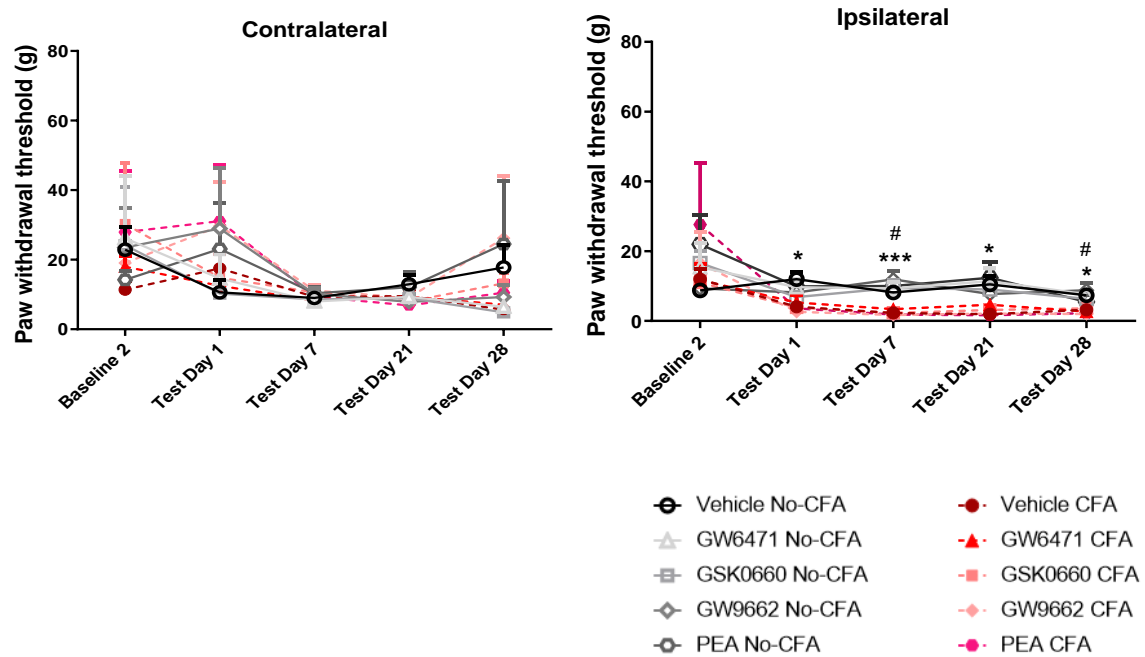 Contralateral
Paw withdrawal threshold (g)
80
60
40
20
0
Baseline 2
Test Day 1
Test Day 7
Test Day 21
Test Day 28
Ipsilateral
Paw withdrawal threshold (g)
80
60
40
20
0
*
#
***
*
#
*
Baseline 2
Test Day 1
Test Day 7
Test Day 21
Test Day 28
Vehicle No-CFA
GW6471 No-CFA
GSK0660 No-CFA
GW9662 No-CFA
PEA No-CFA
Vehicle CFA
GW6471 CFA
GSK0660 CFA
GW9662 CFA
PEA CFA